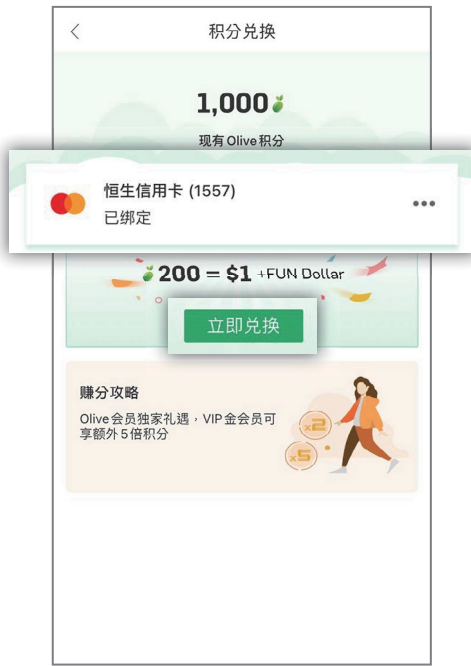 积分兑换
1,000
现有Olive积分
恒生信用卡 (1557)
已绑定
200 = $1 +FUN Dollar
立即兑换
赚分攻略
Olive会员独家礼遇，VIP金会员可
享额外5倍积分
x2
x5